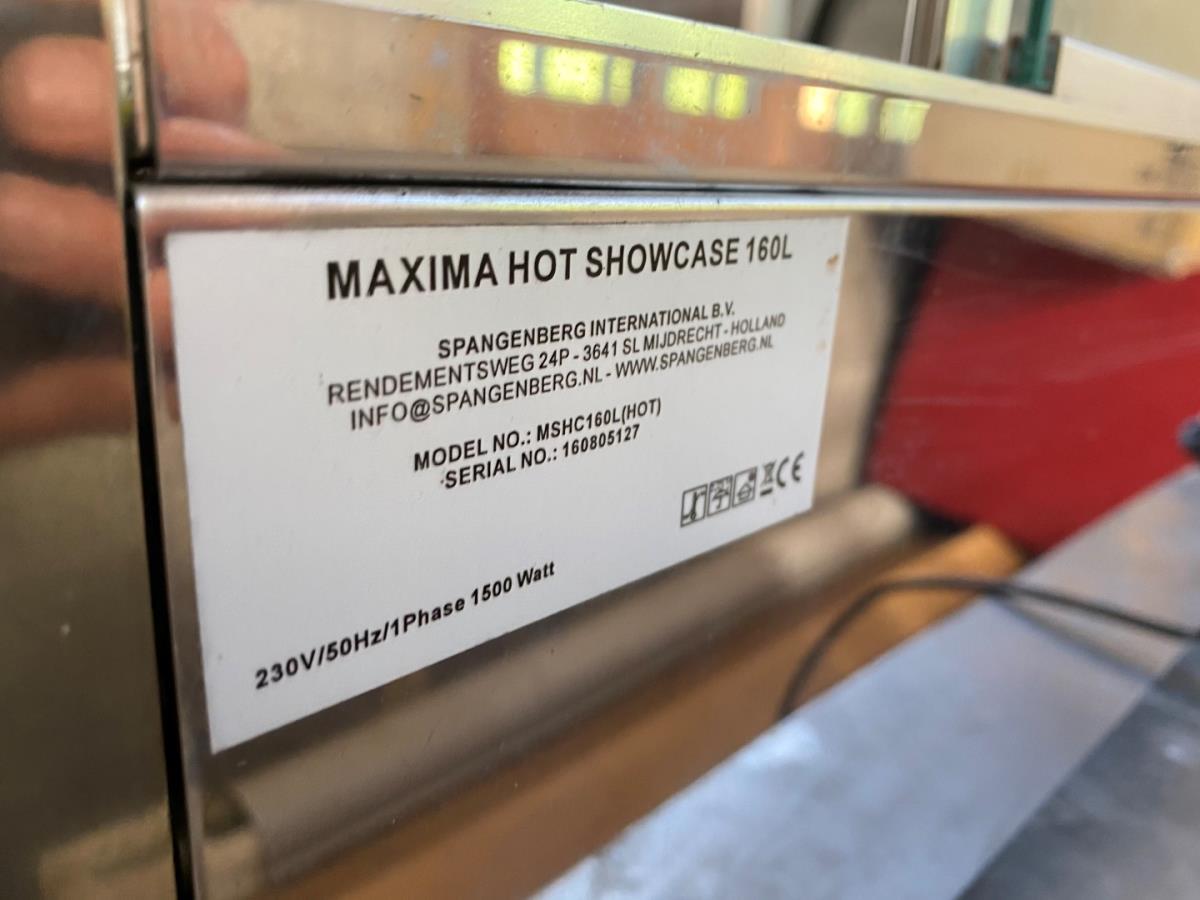 MAXIMA HOT SHOWCASE 160L
SPANGENBERG INTERNATIONAL B.V.
RENDEMENTSWEG 24P - 3641 SL MIJDRECHT - HOLLAND
INFO@SPANGENBERG.NL - WWW.SPANGENBERG.NL
MODEL NO.: MSHC160L(HOT)
SERIAL NO.: 160805127
CE
230V/50Hz/1Phase 1500 Watt